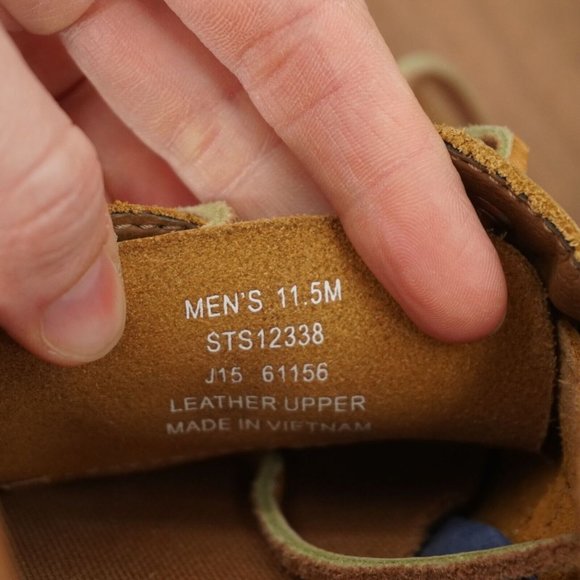 MEN'S 11.5M
STS12338
J15 61156
LEATHER UPPER
MADE IN VIETNAM